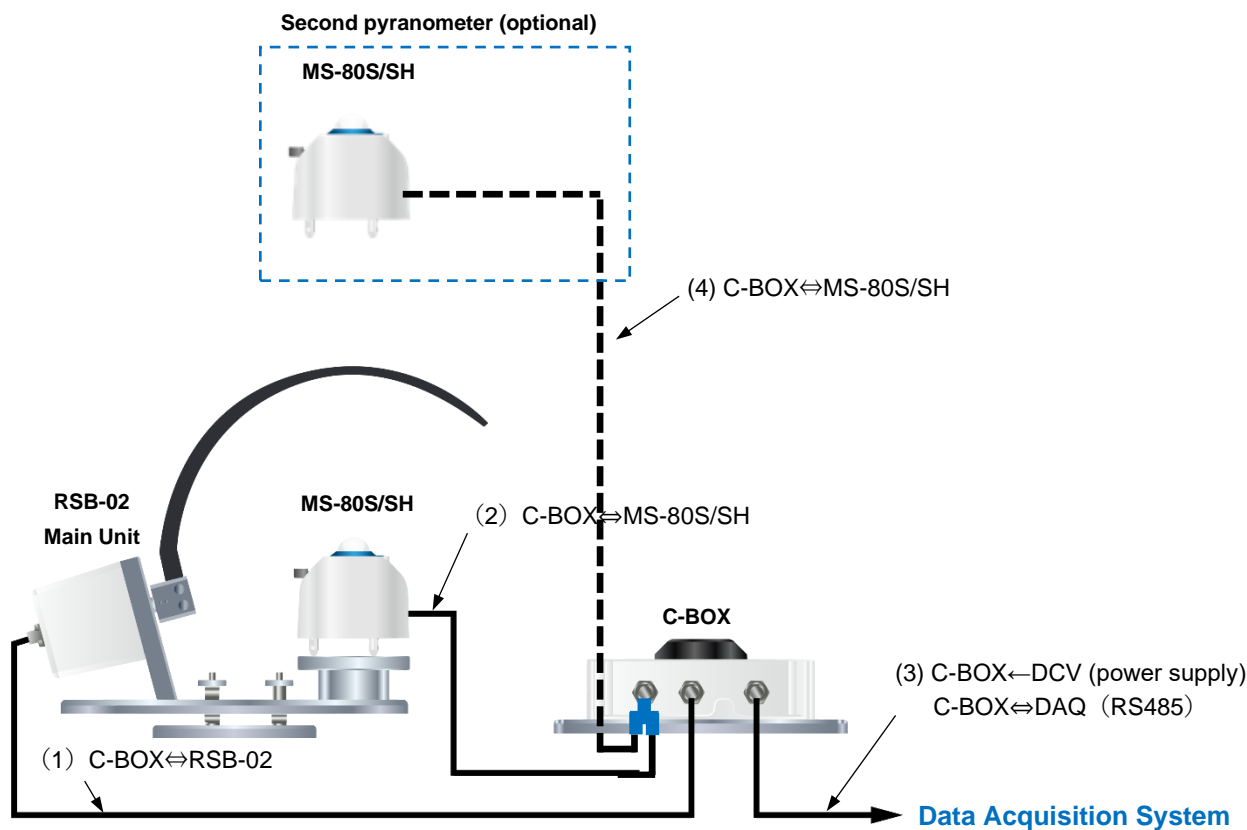 Second pyranometer (optional)
MS-80S/SH
(4) C-BOX⇔MS-80S/SH
RSB-02
Main Unit
MS-80S/SH
（2）C-BOX⇔MS-80S/SH
C-BOX
(3) C-BOX←DCV (power supply)
C-BOX⇔DAQ（RS485）
（1）C-BOX⇔RSB-02
Data Acquisition System